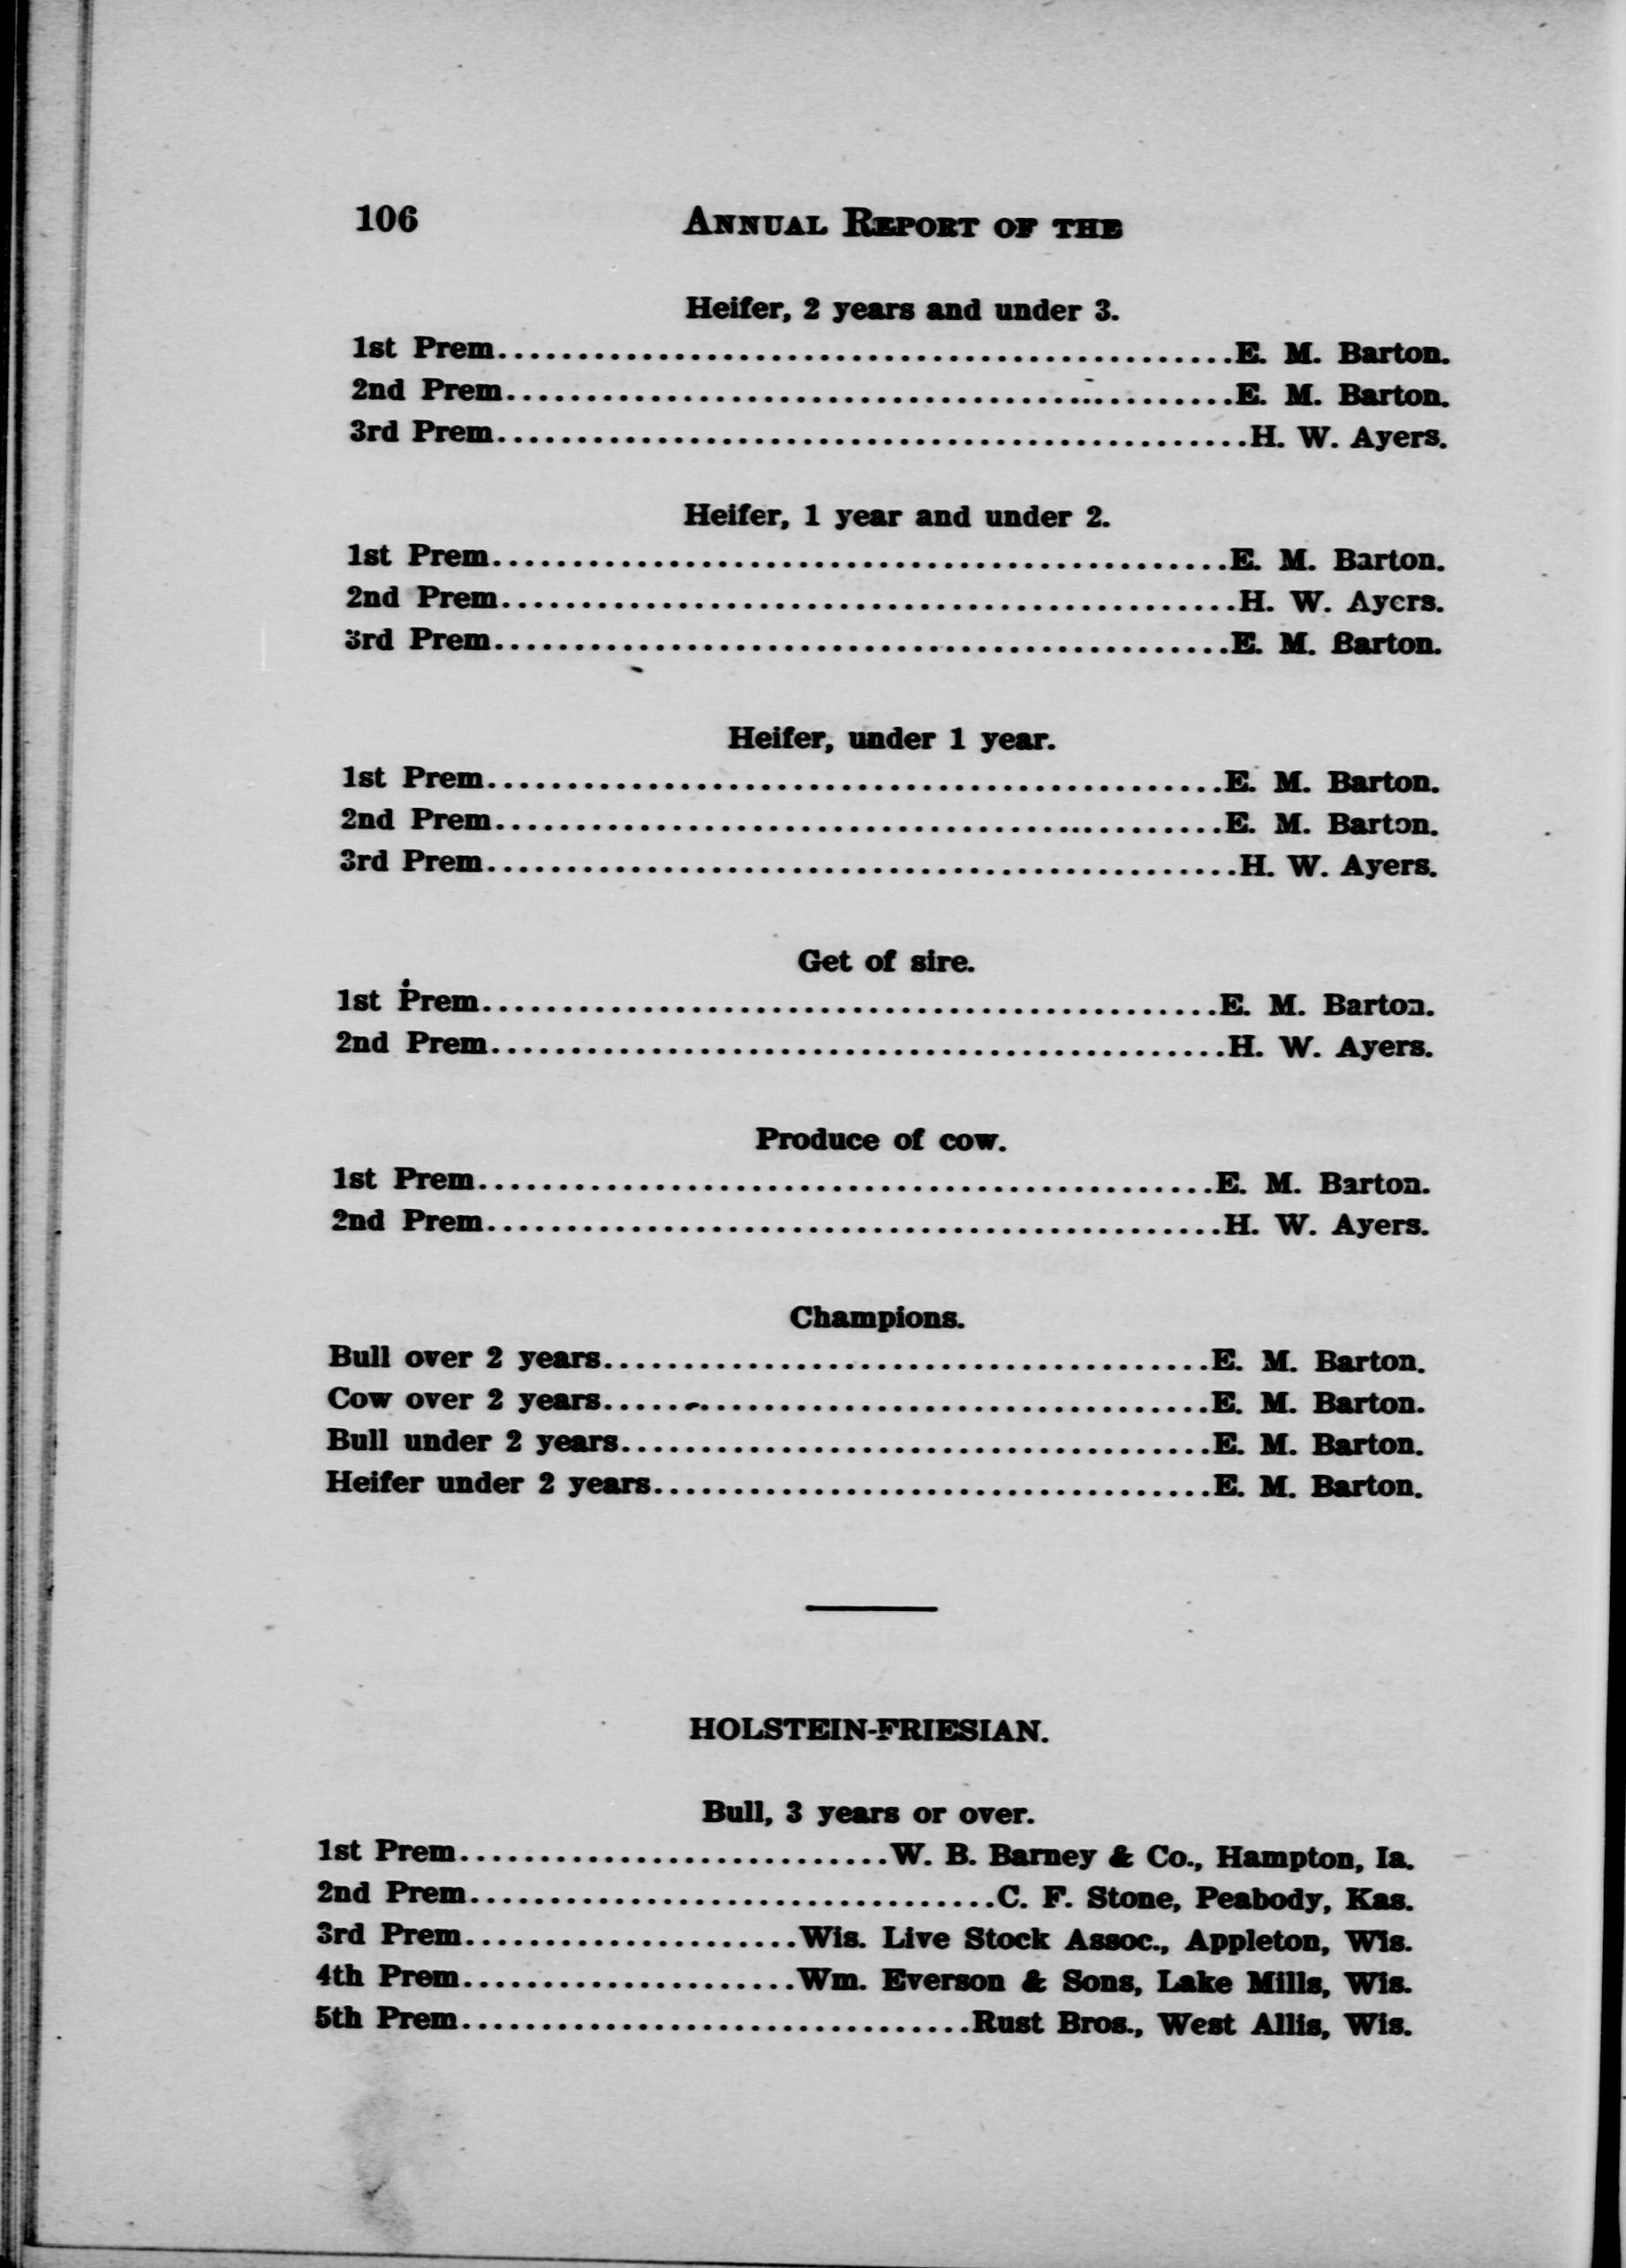 106 ANNUAL REPORT OF THE
Heifer, 2 years and under 3.
1st Prem..............................................E. M. Barton.
2nd Prem..............................................E. M. Barton.
3rd Prem...............................................H. W. Ayers.
Heifer, 1 year and under 2.
1st Prem..............................................E. M. Barton.
2nd Prem..............................................H. W. Ayers.
3rd Prem..............................................E. M. Barton.
Heifer, under 1 year.
1st Prem..............................................E. M. Barton.
2nd Prem..............................................E. M. Barton.
3rd Prem...............................................H. W. Ayers.
Get of sire.
1st Prem..............................................E. M. Barton.
2nd Prem..............................................H. W. Ayers.
Produce of cow.
1st Prem..............................................E. M. Barton.
2nd Prem..............................................H. W. Ayers.
Champions.
Bull over 2 years......................................E. M. Barton.
Cow over 2 years......................................E. M. Barton.
Bull under 2 years.....................................E. M. Barton.
Heifer under 2 years...................................E. M. Barton.
HOLSTEIN-FRIESIAN.
Bull, 3 years or over.
1st Prem...........................W. B. Barney & Co., Hampton, Ia.
2nd Prem.................................C. F. Stone, Peabody, Kas.
3rd Prem.....................Wis. Live Stock Assoc., Appleton, Wis.
4th Prem.....................Wm. Everson & Sons, Lake Mills, Wis.
5th Prem................................Rust Bros., West Allis, Wis.